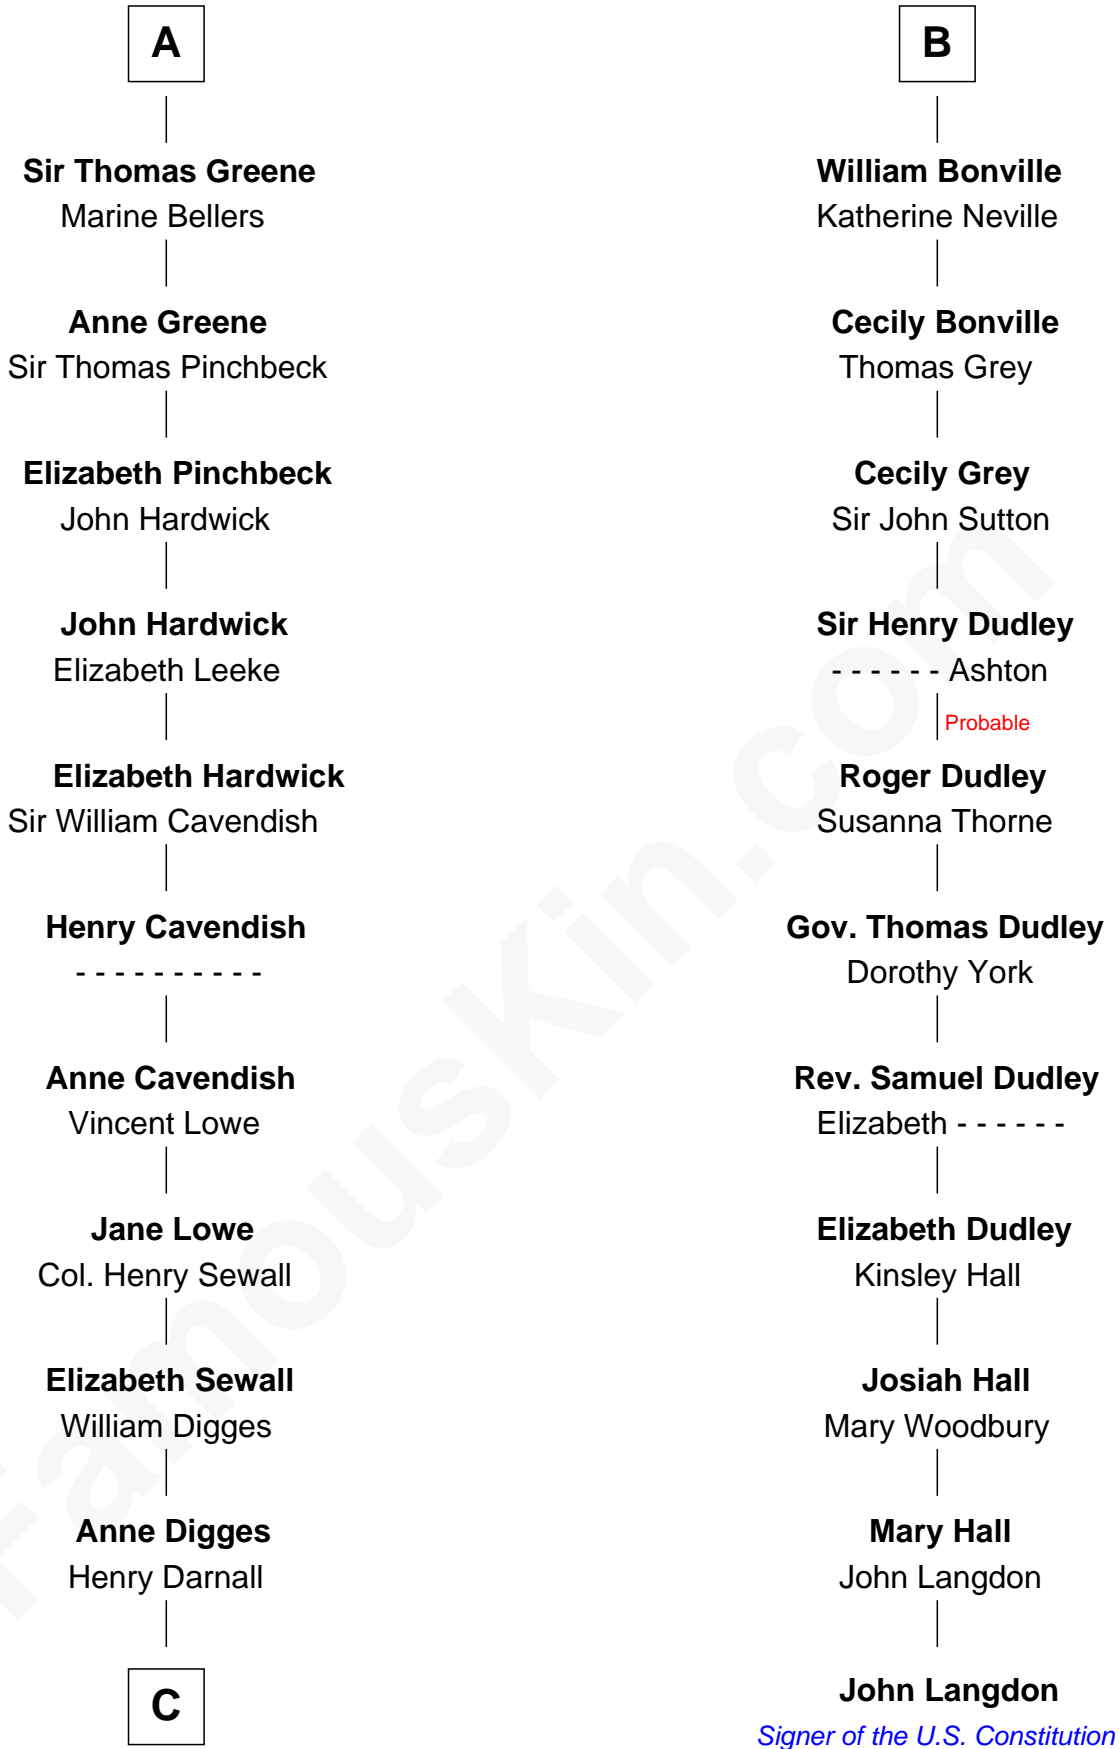 A
Sir Thomas Greene
Marine Bellers
Anne Greene
Sir Thomas Pinchbeck
Elizabeth Pinchbeck
John Hardwick
John Hardwick
Elizabeth Leeke
Elizabeth Hardwick
Sir William Cavendish
Henry Cavendish
- - - - - - - - - -
Anne Cavendish
Vincent Lowe
Jane Lowe
Col. Henry Sewall
Elizabeth Sewall
William Digges
Anne Digges
Henry Darnall
C
B
William Bonville
Katherine Neville
Cecily Bonville
Thomas Grey
Cecily Grey
Sir John Sutton
Sir Henry Dudley
- - - - - - Ashton
Probable
Roger Dudley
Susanna Thorne
Gov. Thomas Dudley
Dorothy York
Rev. Samuel Dudley
Elizabeth - - - - - -
Elizabeth Dudley
Kinsley Hall
Josiah Hall
Mary Woodbury
Mary Hall
John Langdon
John Langdon
Signer of the U.S. Constitution
FamousKin.com